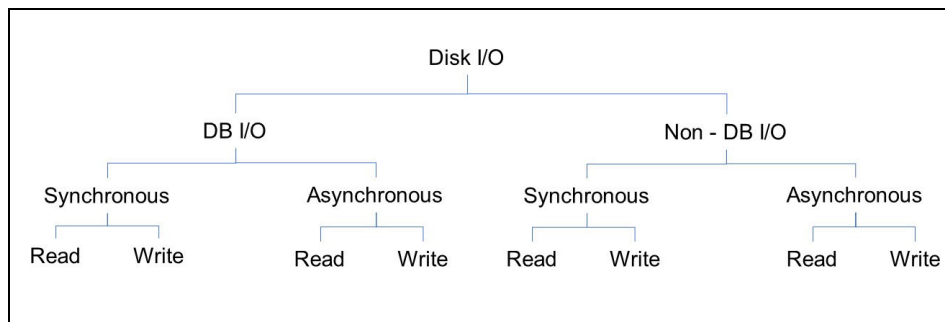 Disk I/O
DB I/O
Non - DB I/O
Synchronous
Asynchronous
Synchronous
Asynchronous
Read
Write
Read
Write
Read
Write
Read
Write